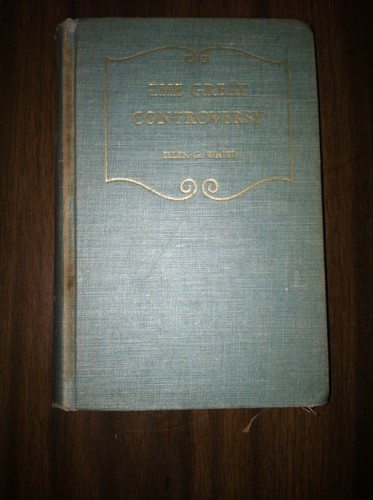 THE GREAT
CONTROVERSY
ELLEN G. WHITE